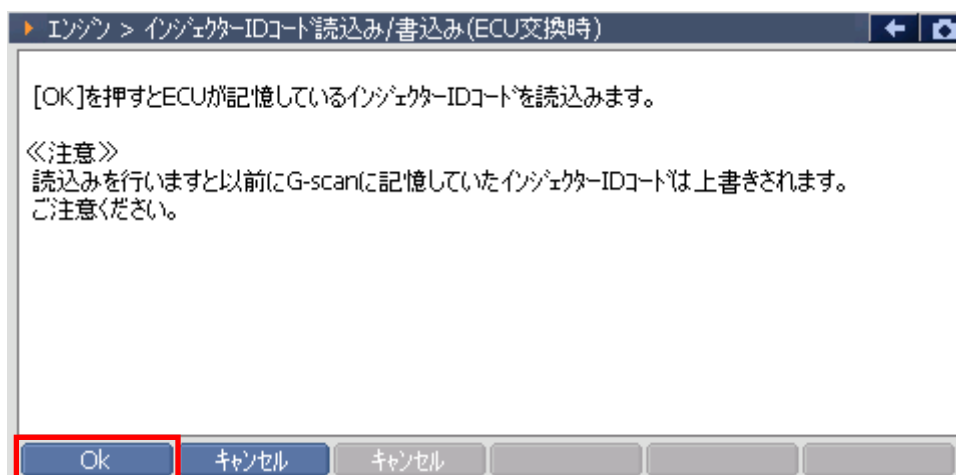 エンジン > インジェクターIDコード読込み/書込み(ECU交換時)
[OK]を押すとECUが記憶しているインジェクターIDコードを読込みます。
≪注意≫
読込みを行いますと以前にG-scanに記憶していたインジェクターIDコードは上書きされます。
ご注意ください。
Ok キャンセル キャンセル